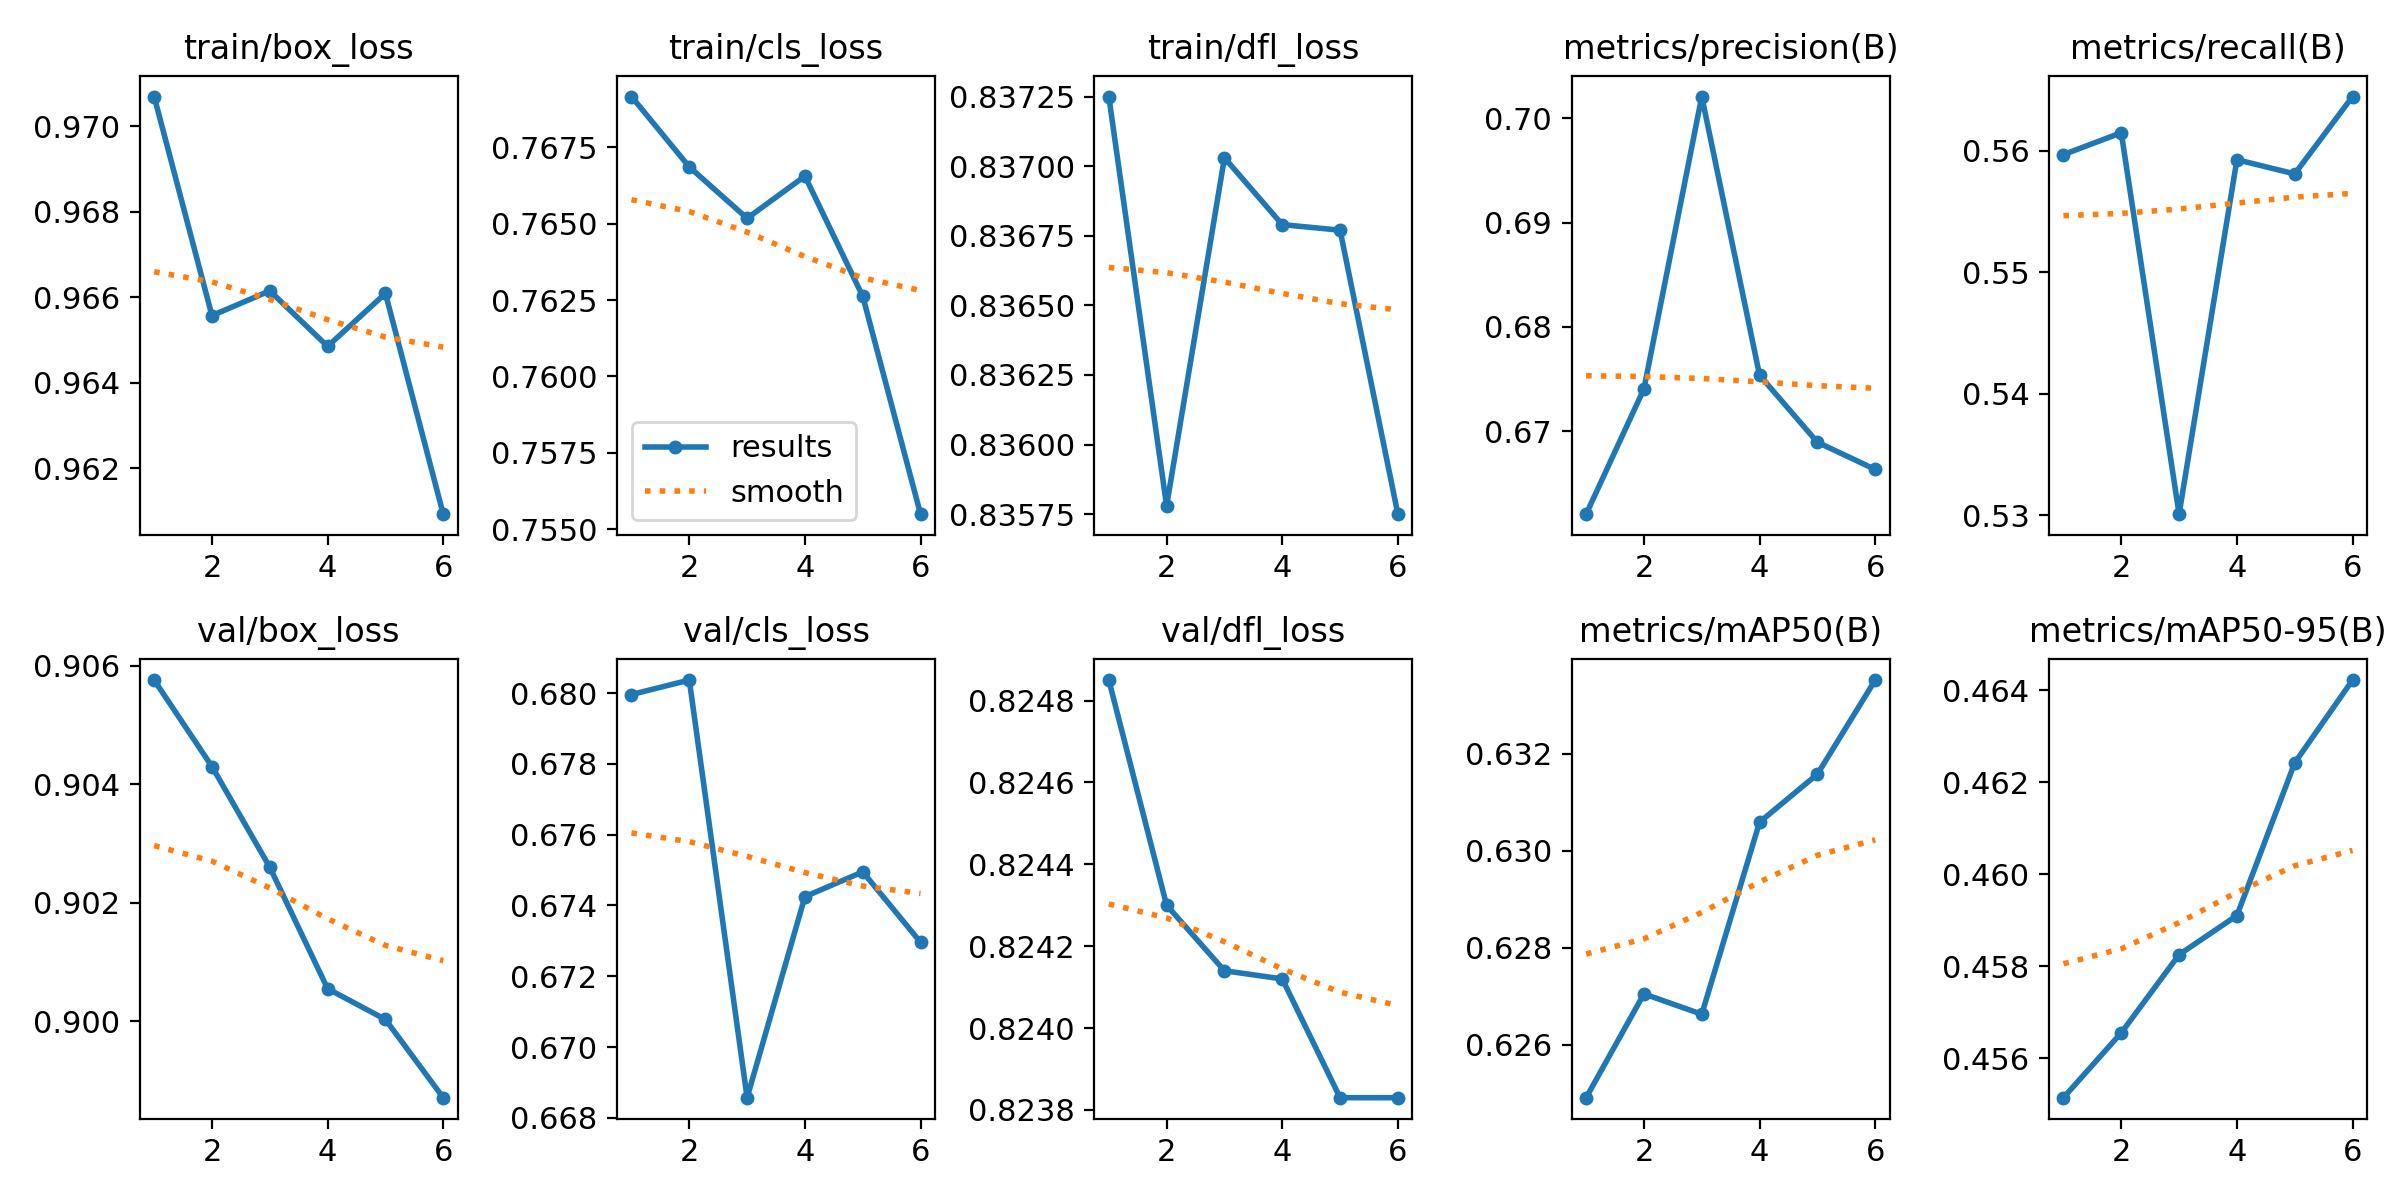 train/box_loss
0.970
0.968
0.966
0.964
0.962
2 4 6
train/cls_loss
0.7675
0.7650
0.7625
0.7600
0.7575
0.7550
results
smooth
2 4 6
train/dfl_loss
0.83725
0.83700
0.83675
0.83650
0.83625
0.83600
0.83575
2 4 6
metrics/precision(B)
0.70
0.69
0.68
0.67
2 4 6
metrics/recall(B)
0.56
0.55
0.54
0.53
2 4 6
val/box_loss
0.906
0.904
0.902
0.900
2 4 6
val/cls_loss
0.680
0.678
0.676
0.674
0.672
0.670
0.668
2 4 6
val/dfl_loss
0.8248
0.8246
0.8244
0.8242
0.8240
0.8238
2 4 6
metrics/mAP50(B)
0.632
0.630
0.628
0.626
2 4 6
metrics/mAP50-95(B)
0.464
0.462
0.460
0.458
0.456
2 4 6